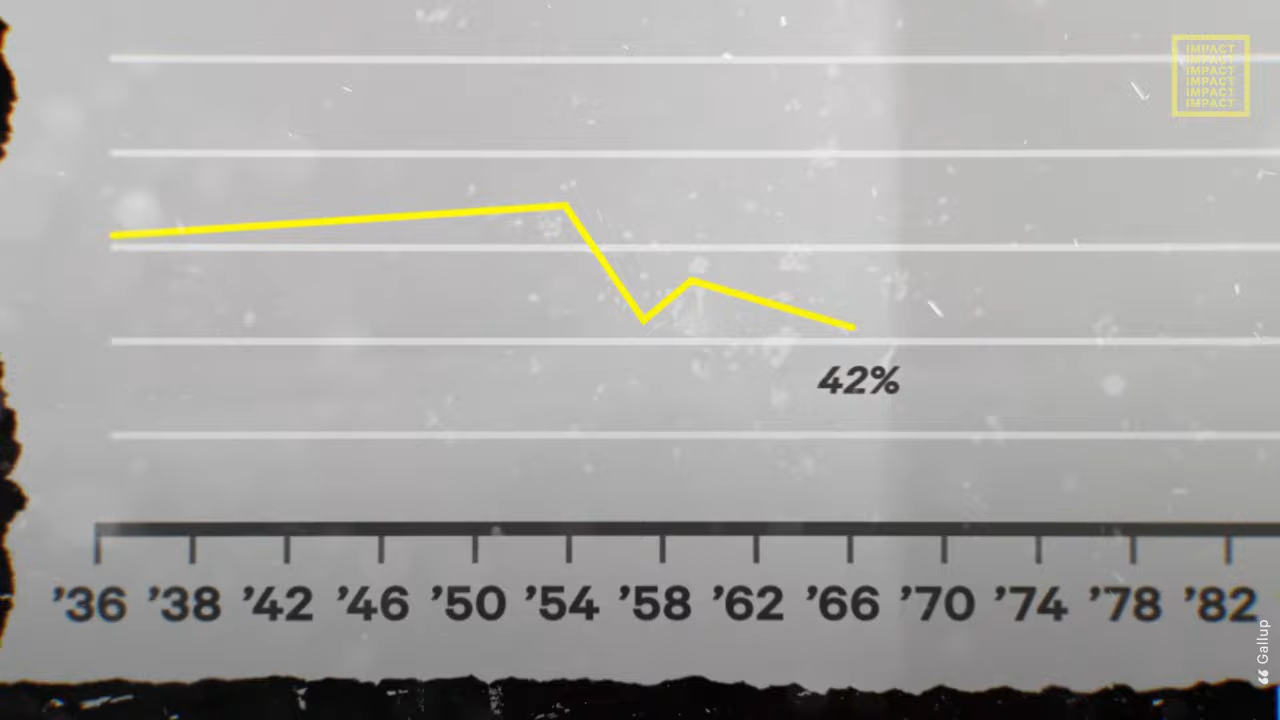 IMPACT
IMPACT
IMPACT
IMPACT
IMPACT
IMPACT
42%
’36 ’38 ’42 ’46 ’50 ’54 ’58 ’62 ’66 ’70 ’74 ’78 ’82
❝ Gallup